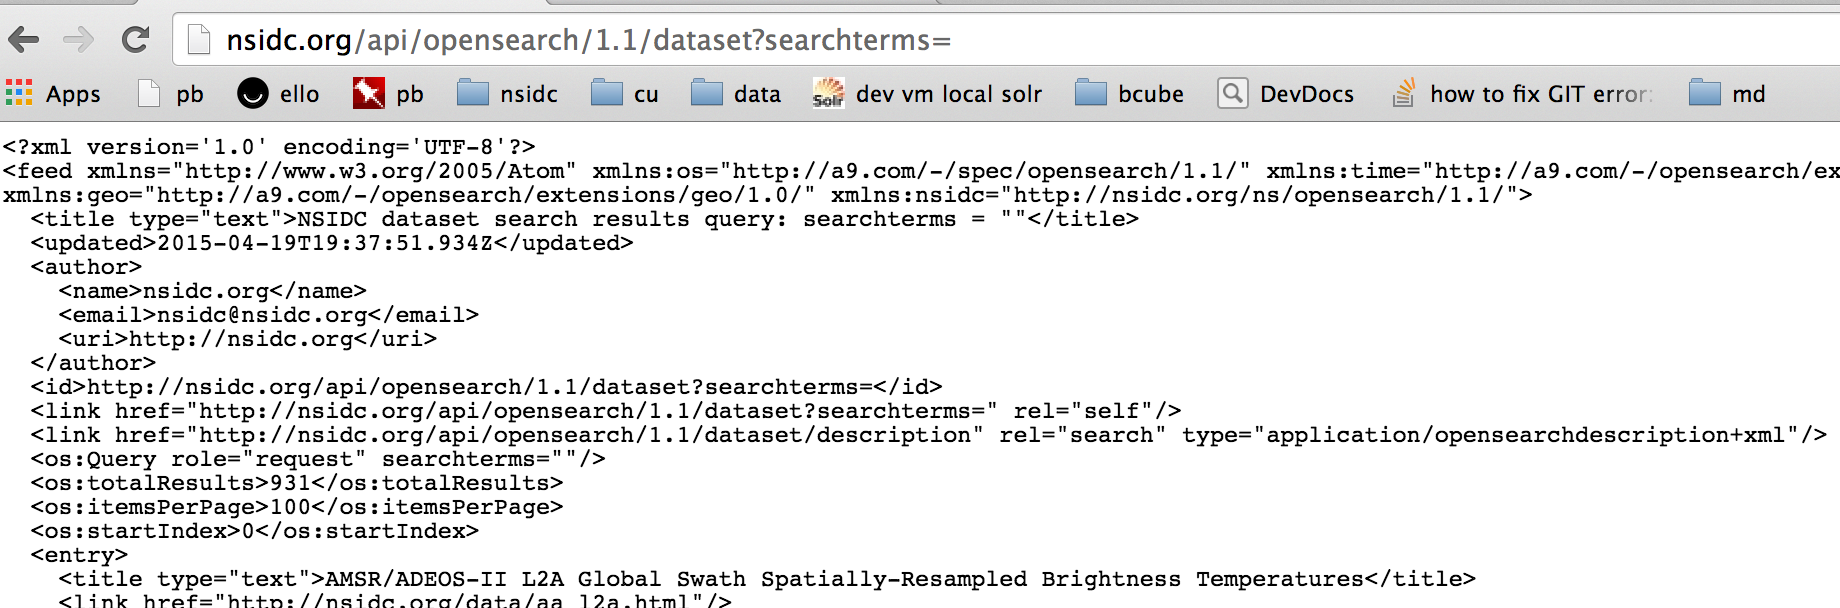 nsidc.org/api/opensearch/1.1/dataset?searchterms=
Apps pb ello pb nsidc cu data Solr dev vm local solr bcube DevDocs how to fix GIT error: md
<?xml version='1.0' encoding='UTF-8'?>
<feed xmlns="http://www.w3.org/2005/Atom" xmlns:os="http://a9.com/-/spec/opensearch/1.1/" xmlns:time="http://a9.com/-/opensearch/ex
xmlns:geo="http://a9.com/-/opensearch/extensions/geo/1.0/" xmlns:nsidc="http://nsidc.org/ns/opensearch/1.1/">
<title type="text">NSIDC dataset search results query: searchterms = ""</title>
<updated>2015-04-19T19:37:51.934Z</updated>
<author>
<name>nsidc.org</name>
<email>nsidc@nsidc.org</email>
<uri>http://nsidc.org</uri>
</author>
<id>http://nsidc.org/api/opensearch/1.1/dataset?searchterms=</id>
<link href="http://nsidc.org/api/opensearch/1.1/dataset?searchterms=" rel="self"/>
<link href="http://nsidc.org/api/opensearch/1.1/dataset/description" rel="search" type="application/opensearchdescription+xml"/>
<os:Query role="request" searchterms=""/>
<os:totalResults>931</os:totalResults>
<os:itemsPerPage>100</os:itemsPerPage>
<os:startIndex>0</os:startIndex>
<entry>
<title type="text">AMSR/ADEOS-II L2A Global Swath Spatially-Resampled Brightness Temperatures</title>
<link href="http://nsidc.org/data/aa_l2a.html"/>